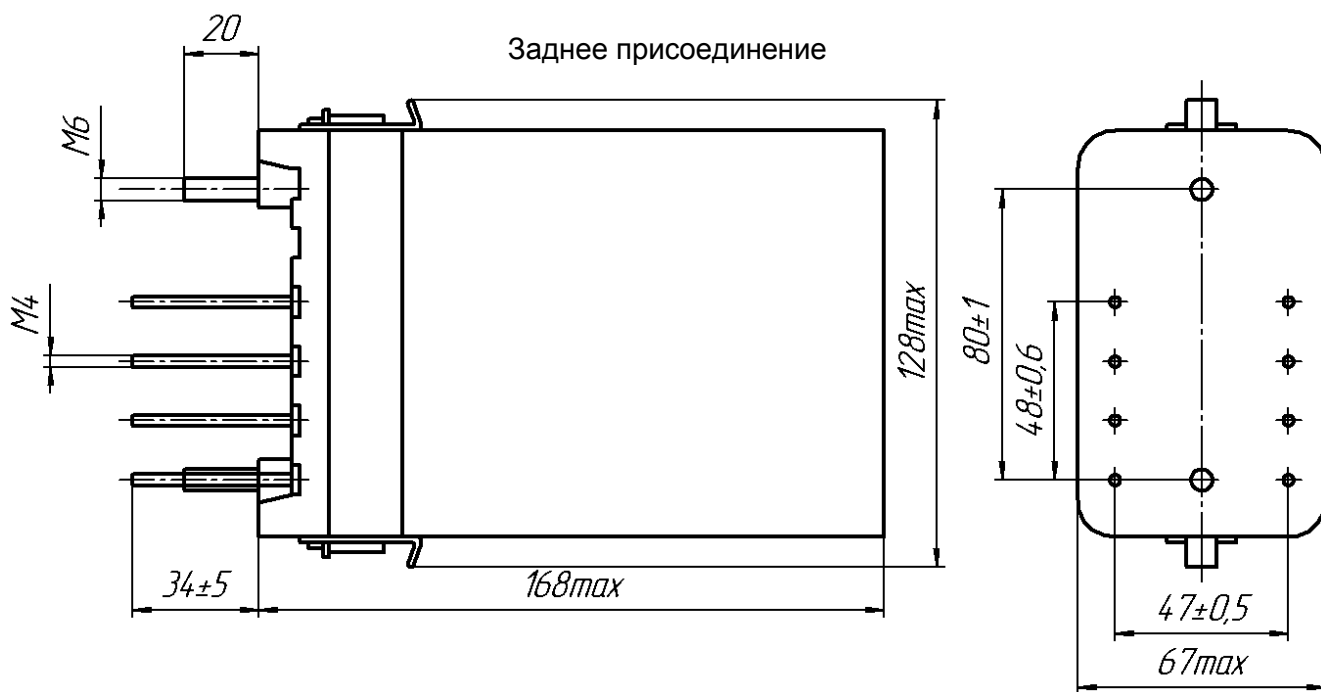 20
Заднее присоединение
М6
М4
128max
80±1
48±0,6
34±5
168max
47±0,5
67max